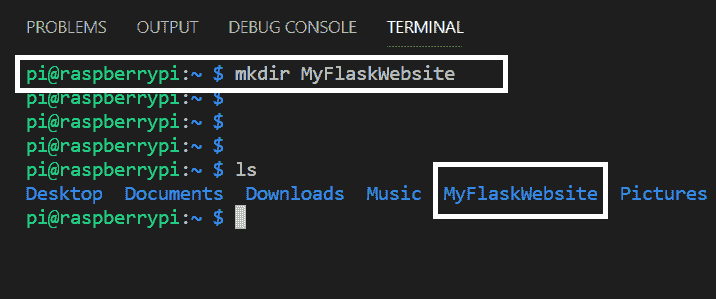 PROBLEMS OUTPUT DEBUG CONSOLE TERMINAL
pi@raspberrypi:~ $ mkdir MyFlaskWebsite
pi@raspberrypi:~ $
pi@raspberrypi:~ $
pi@raspberrypi:~ $
pi@raspberrypi:~ $ ls
Desktop Documents Downloads Music MyFlaskWebsite Pictures
pi@raspberrypi:~ $